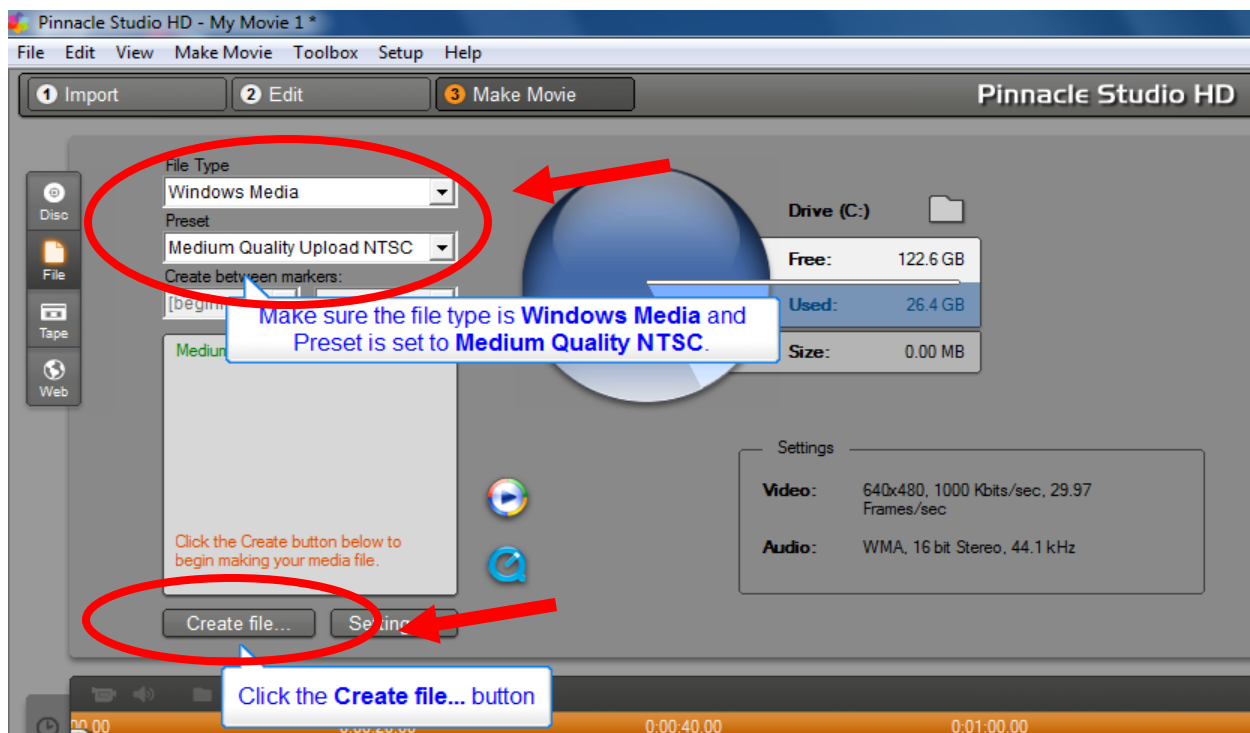 Pinnacle Studio HD - My Movie 1 *
File Edit View Make Movie Toolbox Setup Help
1 Import 2 Edit 3 Make Movie Pinnacle Studio HD
File Type
Windows Media
Preset
Medium Quality Upload NTSC
Create between markers:
Disc
File
Tape
Web
Make sure the file type is Windows Media and
Preset is set to Medium Quality NTSC.
Drive (C:)
Free: 122.6 GB
Used: 26.4 GB
Size: 0.00 MB
Settings
Video: 640x480, 1000 Kbits/sec, 29.97
Frames/sec
Audio: WMA, 16 bit Stereo, 44.1 kHz
Click the Create button below to
begin making your media file.
Create file...
Click the Create file... button
0:00:40.00 0:01:00.00